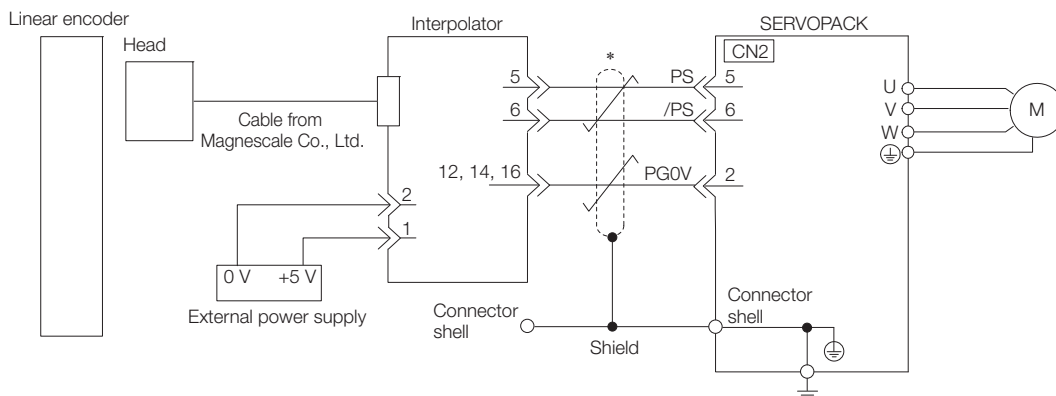 Linear encoder
Head
Interpolator
SERVOPACK
CN2
*
5
PS
5
6
/PS
6
Cable from
Magnescale Co., Ltd.
12, 14, 16
PG0V
2
2
1
0 V
+5 V
External power supply
Connector
shell
Shield
Connector
shell
U
V
W
M